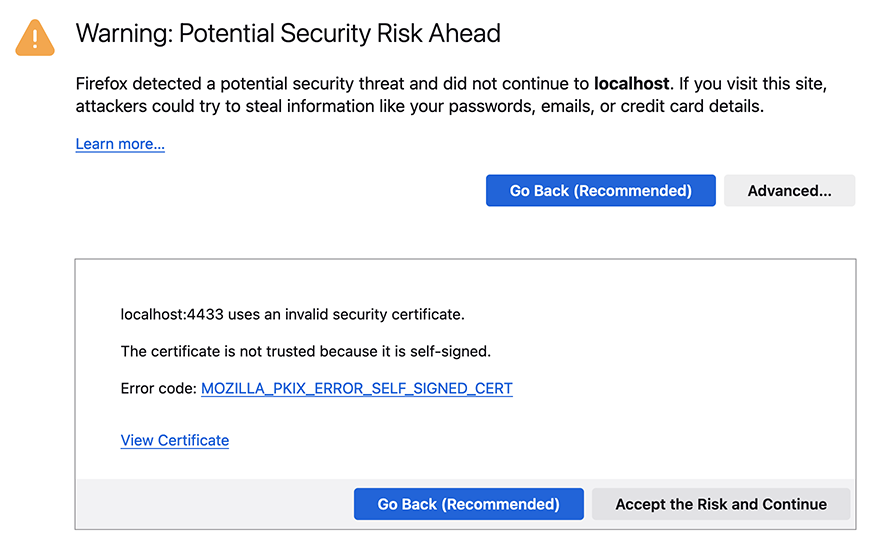 Warning: Potential Security Risk Ahead
Firefox detected a potential security threat and did not continue to localhost. If you visit this site,
attackers could try to steal information like your passwords, emails, or credit card details.
Learn more...
Go Back (Recommended) Advanced...
localhost:4433 uses an invalid security certificate.
The certificate is not trusted because it is self-signed.
Error code: MOZILLA_PKIX_ERROR_SELF_SIGNED_CERT
View Certificate
Go Back (Recommended) Accept the Risk and Continue